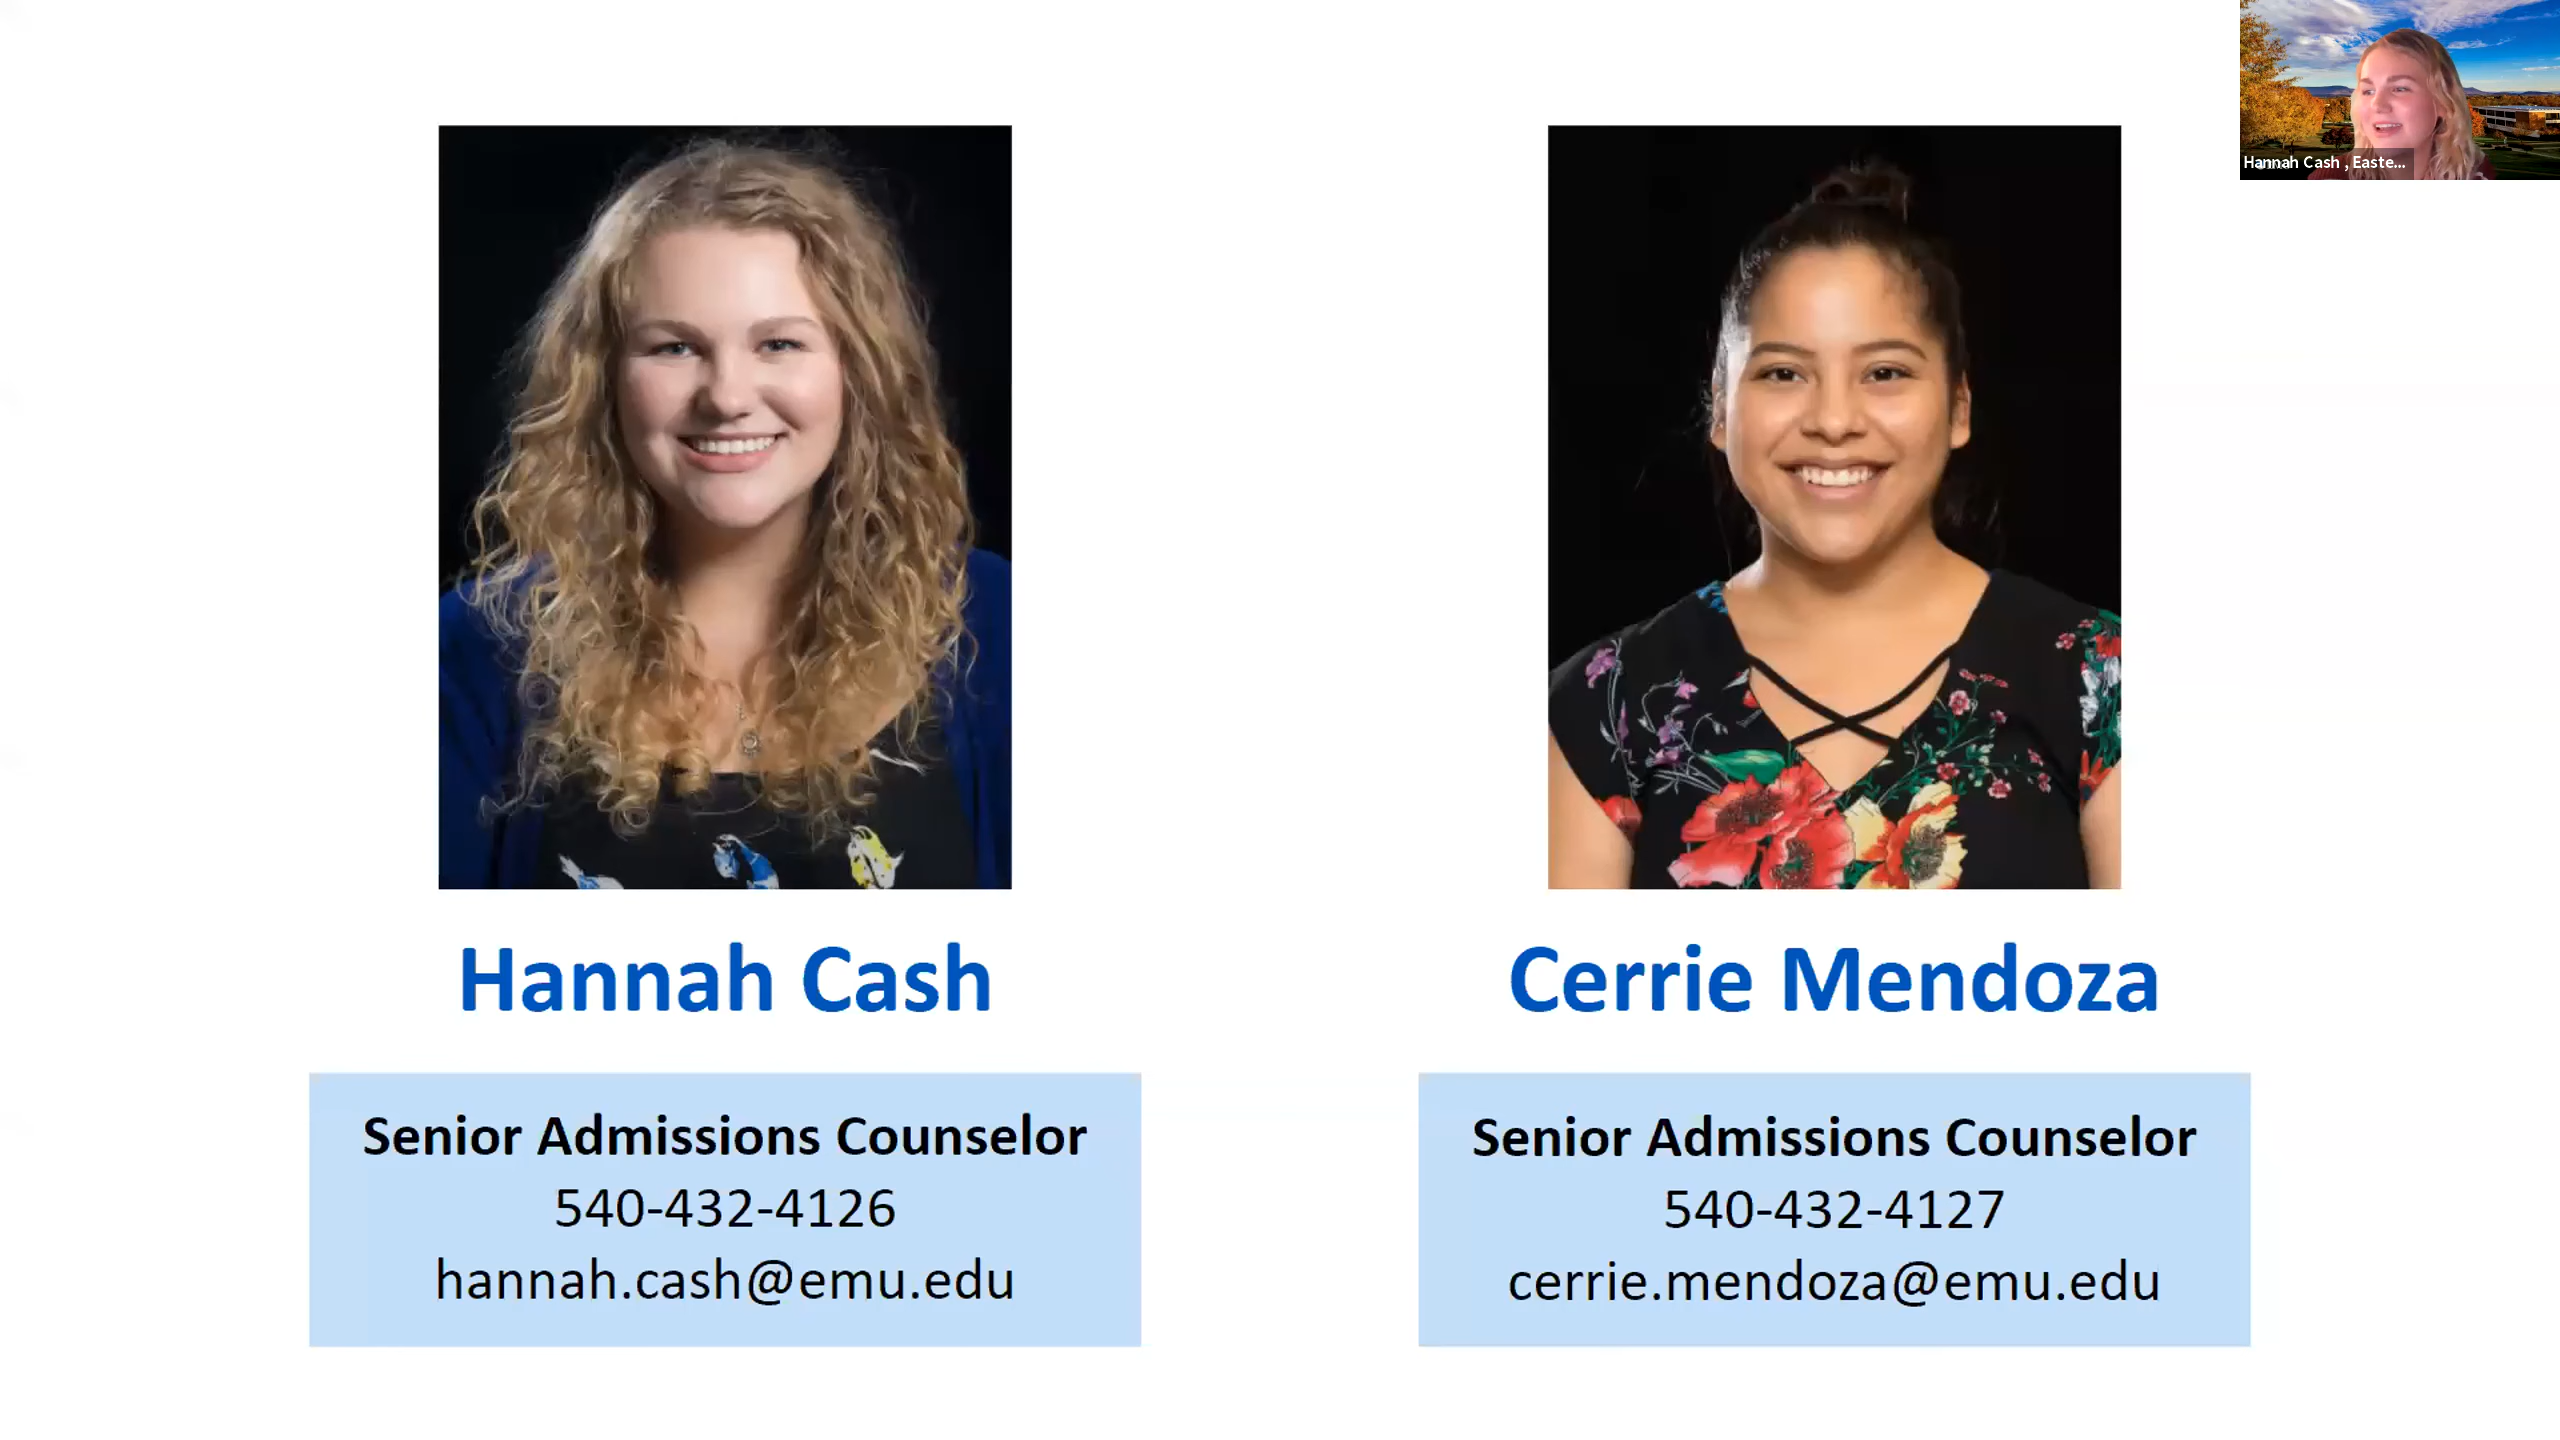 Hannah Cash , Easte...
Hannah Cash
Senior Admissions Counselor
540-432-4126
hannah.cash@emu.edu
Cerrie Mendoza
Senior Admissions Counselor
540-432-4127
cerrie.mendoza@emu.edu